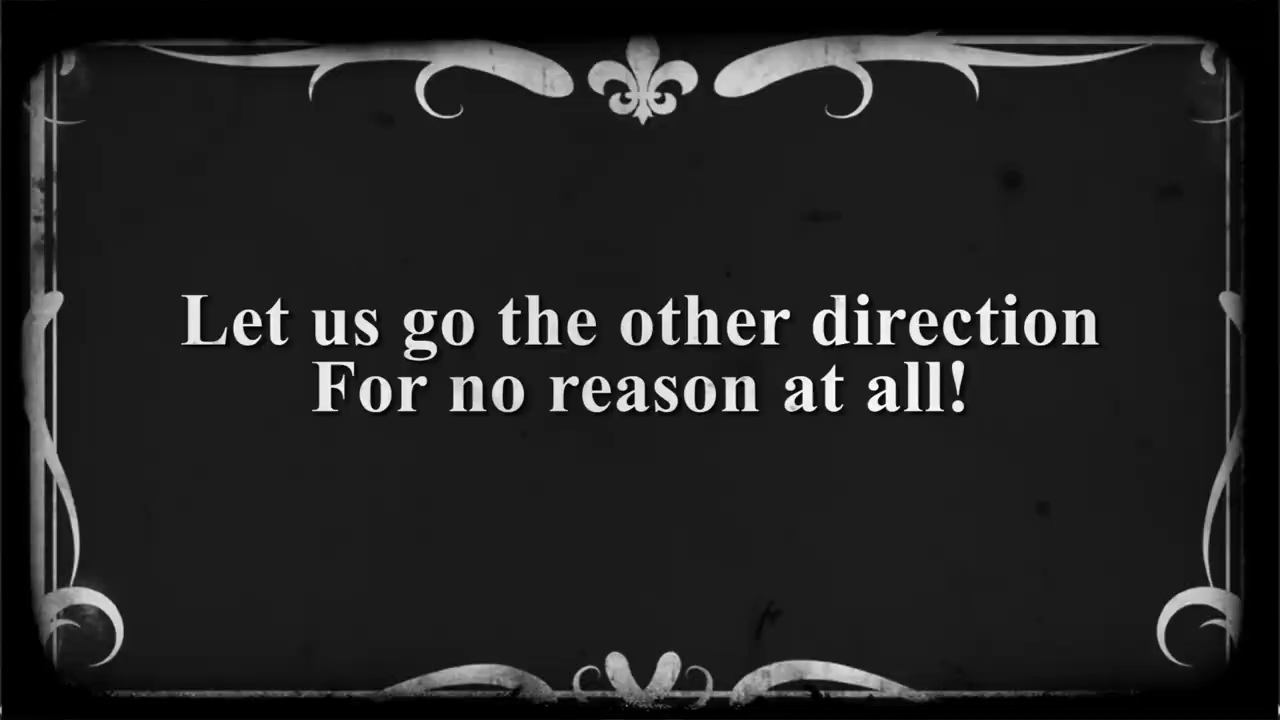 Let us go the other direction
For no reason at all!